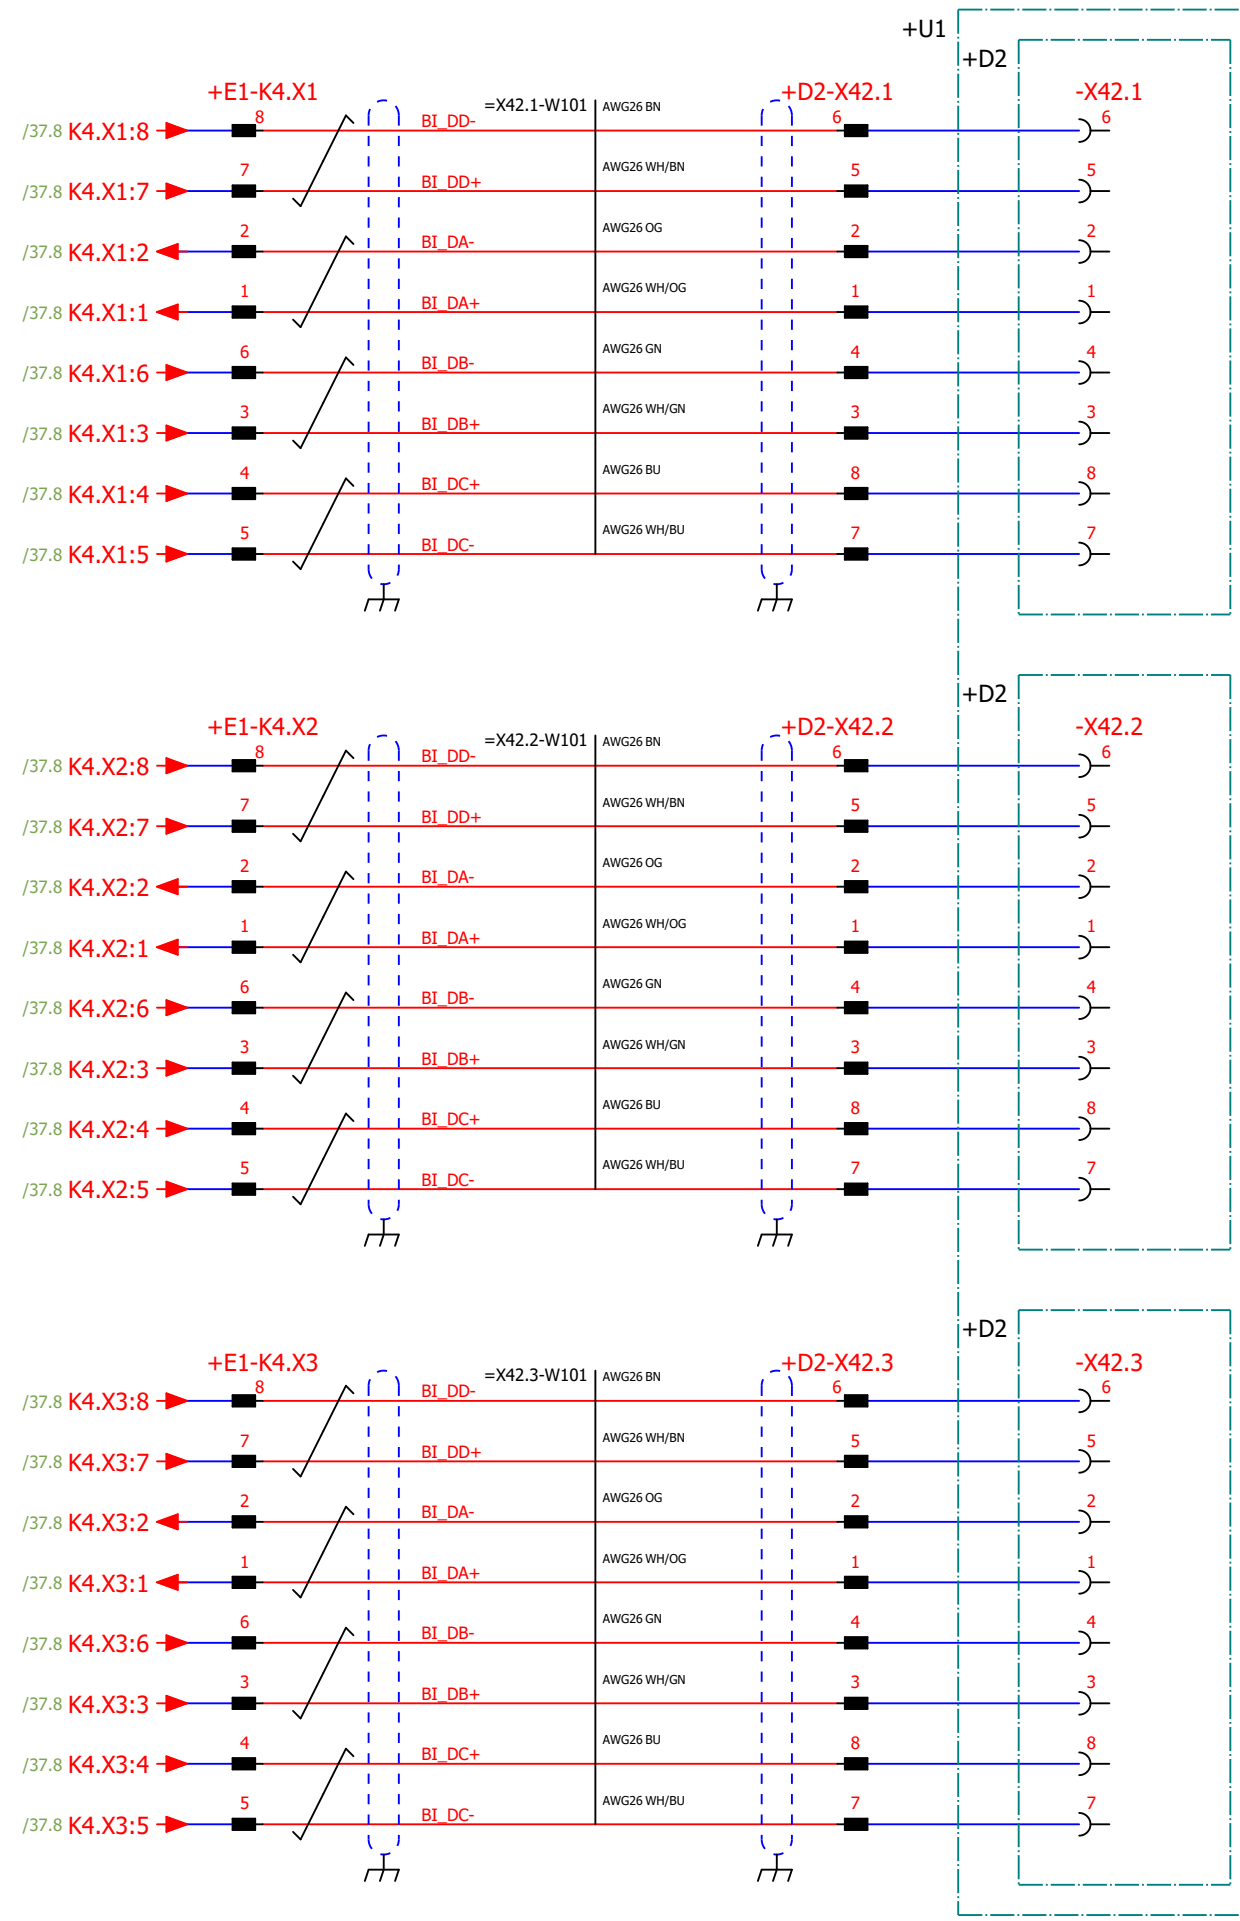 +U1
+D2
+E1-K4.X1 =X42.1-W101 AWG26 BN +D2-X42.1 -X42.1
/37.8 K4.X1:8 8 BI_DD- 6 6
AWG26 WH/BN
/37.8 K4.X1:7 7 BI_DD+ 5 5
AWG26 OG
/37.8 K4.X1:2 2 BI_DA- 2 2
AWG26 WH/OG
/37.8 K4.X1:1 1 BI_DA+ 1 1
AWG26 GN
/37.8 K4.X1:6 6 BI_DB- 4 4
AWG26 WH/GN
/37.8 K4.X1:3 3 BI_DB+ 3 3
AWG26 BU
/37.8 K4.X1:4 4 BI_DC+ 8 8
AWG26 WH/BU
/37.8 K4.X1:5 5 BI_DC- 7 7
+D2
+E1-K4.X2 =X42.2-W101 AWG26 BN +D2-X42.2 -X42.2
/37.8 K4.X2:8 8 BI_DD- 6 6
AWG26 WH/BN
/37.8 K4.X2:7 7 BI_DD+ 5 5
AWG26 OG
/37.8 K4.X2:2 2 BI_DA- 2 2
AWG26 WH/OG
/37.8 K4.X2:1 1 BI_DA+ 1 1
AWG26 GN
/37.8 K4.X2:6 6 BI_DB- 4 4
AWG26 WH/GN
/37.8 K4.X2:3 3 BI_DB+ 3 3
AWG26 BU
/37.8 K4.X2:4 4 BI_DC+ 8 8
AWG26 WH/BU
/37.8 K4.X2:5 5 BI_DC- 7 7
+D2
+E1-K4.X3 =X42.3-W101 AWG26 BN +D2-X42.3 -X42.3
/37.8 K4.X3:8 8 BI_DD- 6 6
AWG26 WH/BN
/37.8 K4.X3:7 7 BI_DD+ 5 5
AWG26 OG
/37.8 K4.X3:2 2 BI_DA- 2 2
AWG26 WH/OG
/37.8 K4.X3:1 1 BI_DA+ 1 1
AWG26 GN
/37.8 K4.X3:6 6 BI_DB- 4 4
AWG26 WH/GN
/37.8 K4.X3:3 3 BI_DB+ 3 3
AWG26 BU
/37.8 K4.X3:4 4 BI_DC+ 8 8
AWG26 WH/BU
/37.8 K4.X3:5 5 BI_DC- 7 7